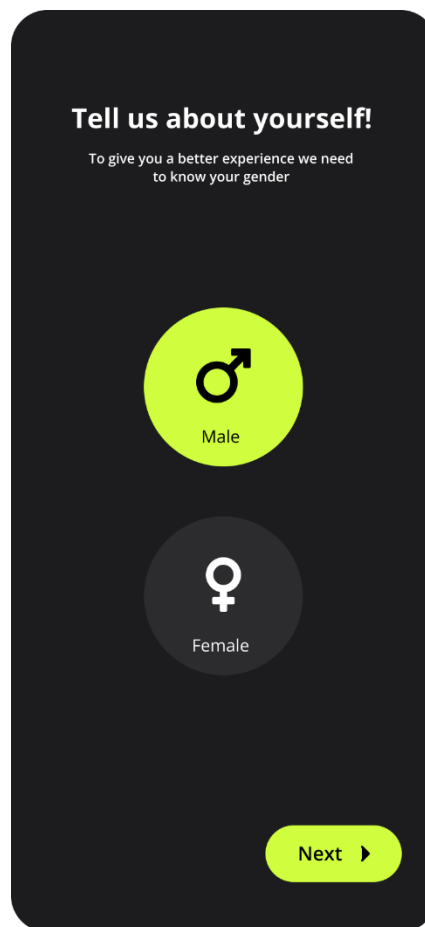 Tell us about yourself!
To give you a better experience we need
to know your gender
Male
Female
Next